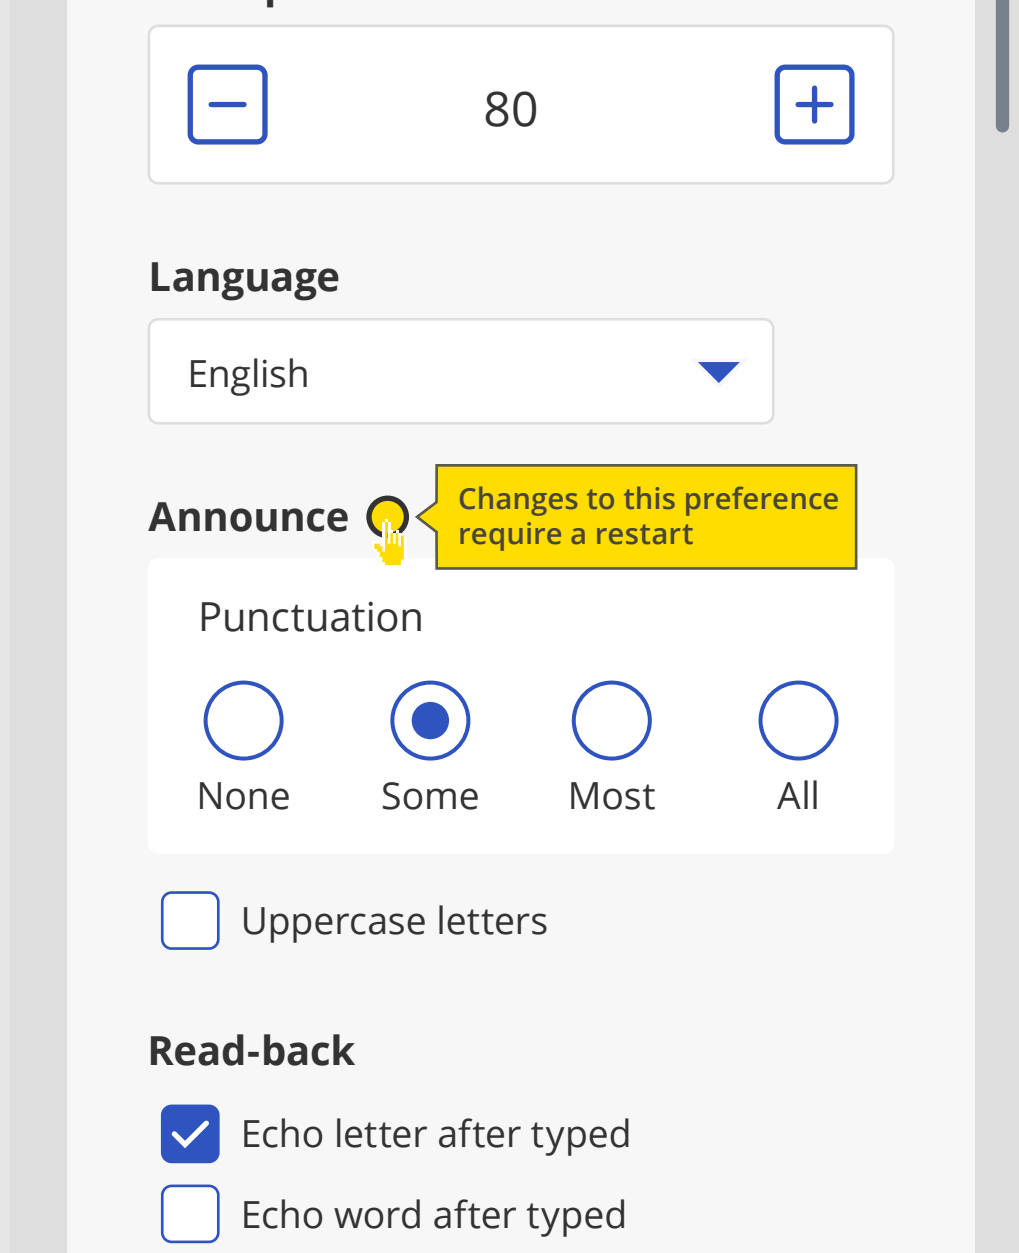 80
Language
English
Announce
Changes to this preference
require a restart
Punctuation
None Some Most All
Uppercase letters
Read-back
Echo letter after typed
Echo word after typed